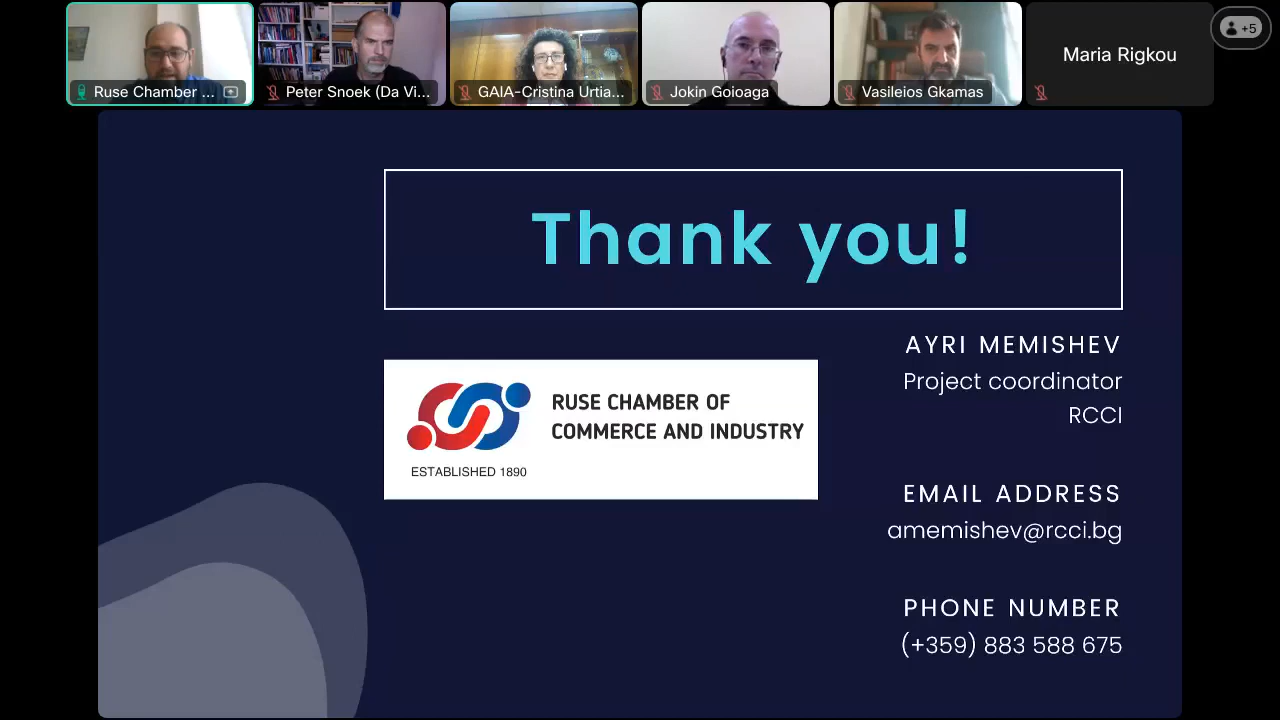 Ruse Chamber ...
Peter Snoek (Da Vi...
GAIA-Cristina Urtia...
Jokin Goioaga
Vasileios Gkamas
Maria Rigkou
+5
Thank you!
RUSE CHAMBER OF
COMMERCE AND INDUSTRY
ESTABLISHED 1890
AYRI MEMISHEV
Project coordinator
RCCI
EMAIL ADDRESS
amemishev@rcci.bg
PHONE NUMBER
(+359) 883 588 675